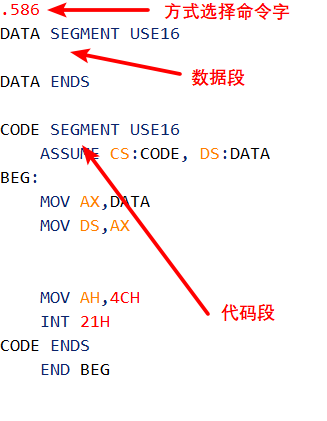 .586 方式选择命令字
DATA SEGMENT USE16
数据段
DATA ENDS
CODE SEGMENT USE16
ASSUME CS:CODE, DS:DATA
BEG:
MOV AX,DATA
MOV DS,AX
MOV AH,4CH
代码段
INT 21H
CODE ENDS
END BEG